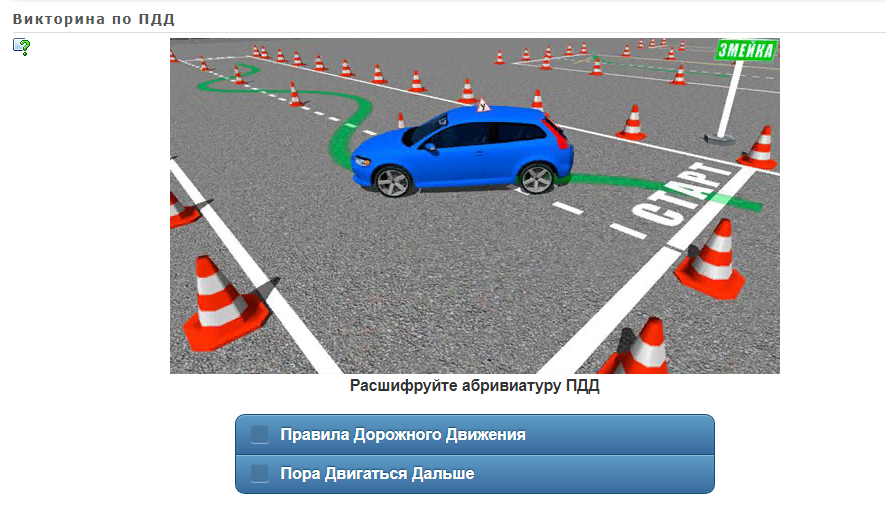 Викторина по ПДД
ЗМЕЙКА
У
СТАРТ
Расшифруйте абривиатуру ПДД
Правила Дорожного Движения
Пора Двигаться Дальше